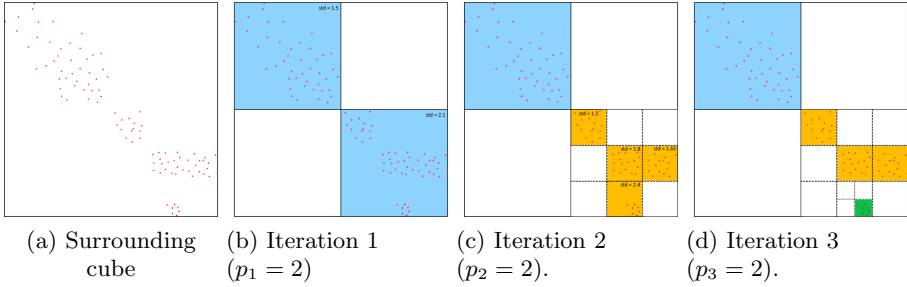 std = 1.5
std = 2.1
std = 1.5
std = 1.8
std = 1.65
std = 2.4
(a) Surrounding
cube
(b) Iteration 1
(p₁ = 2)
(c) Iteration 2
(p₂ = 2).
(d) Iteration 3
(p₃ = 2).